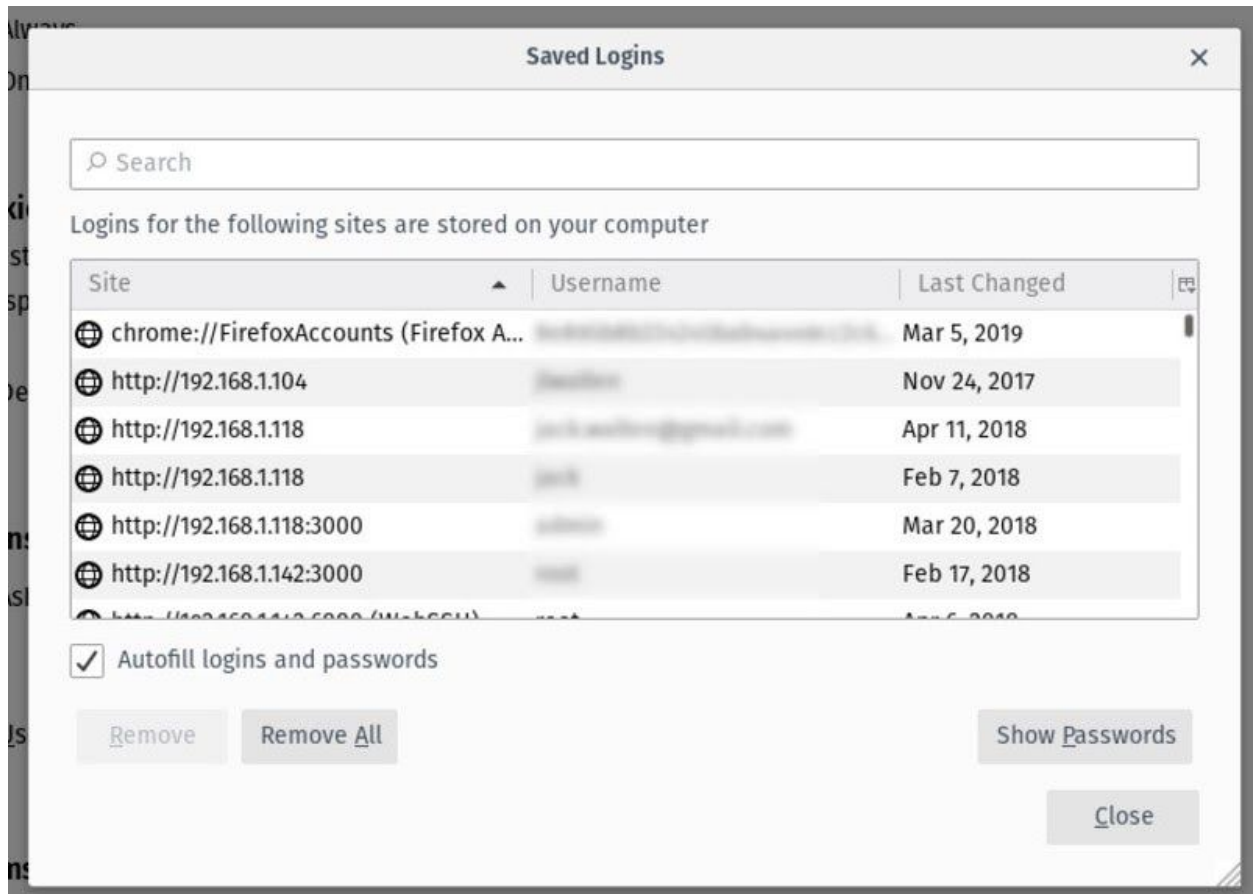 Always
Saved Logins
Search
Logins for the following sites are stored on your computer
Site Username Last Changed
chrome://FirefoxAccounts (Firefox A... Mar 5, 2019
http://192.168.1.104 Nov 24, 2017
http://192.168.1.118 Apr 11, 2018
http://192.168.1.118 Feb 7, 2018
http://192.168.1.118:3000 Mar 20, 2018
http://192.168.1.142:3000 Feb 17, 2018
Autofill logins and passwords
Remove Remove All Show Passwords
Close